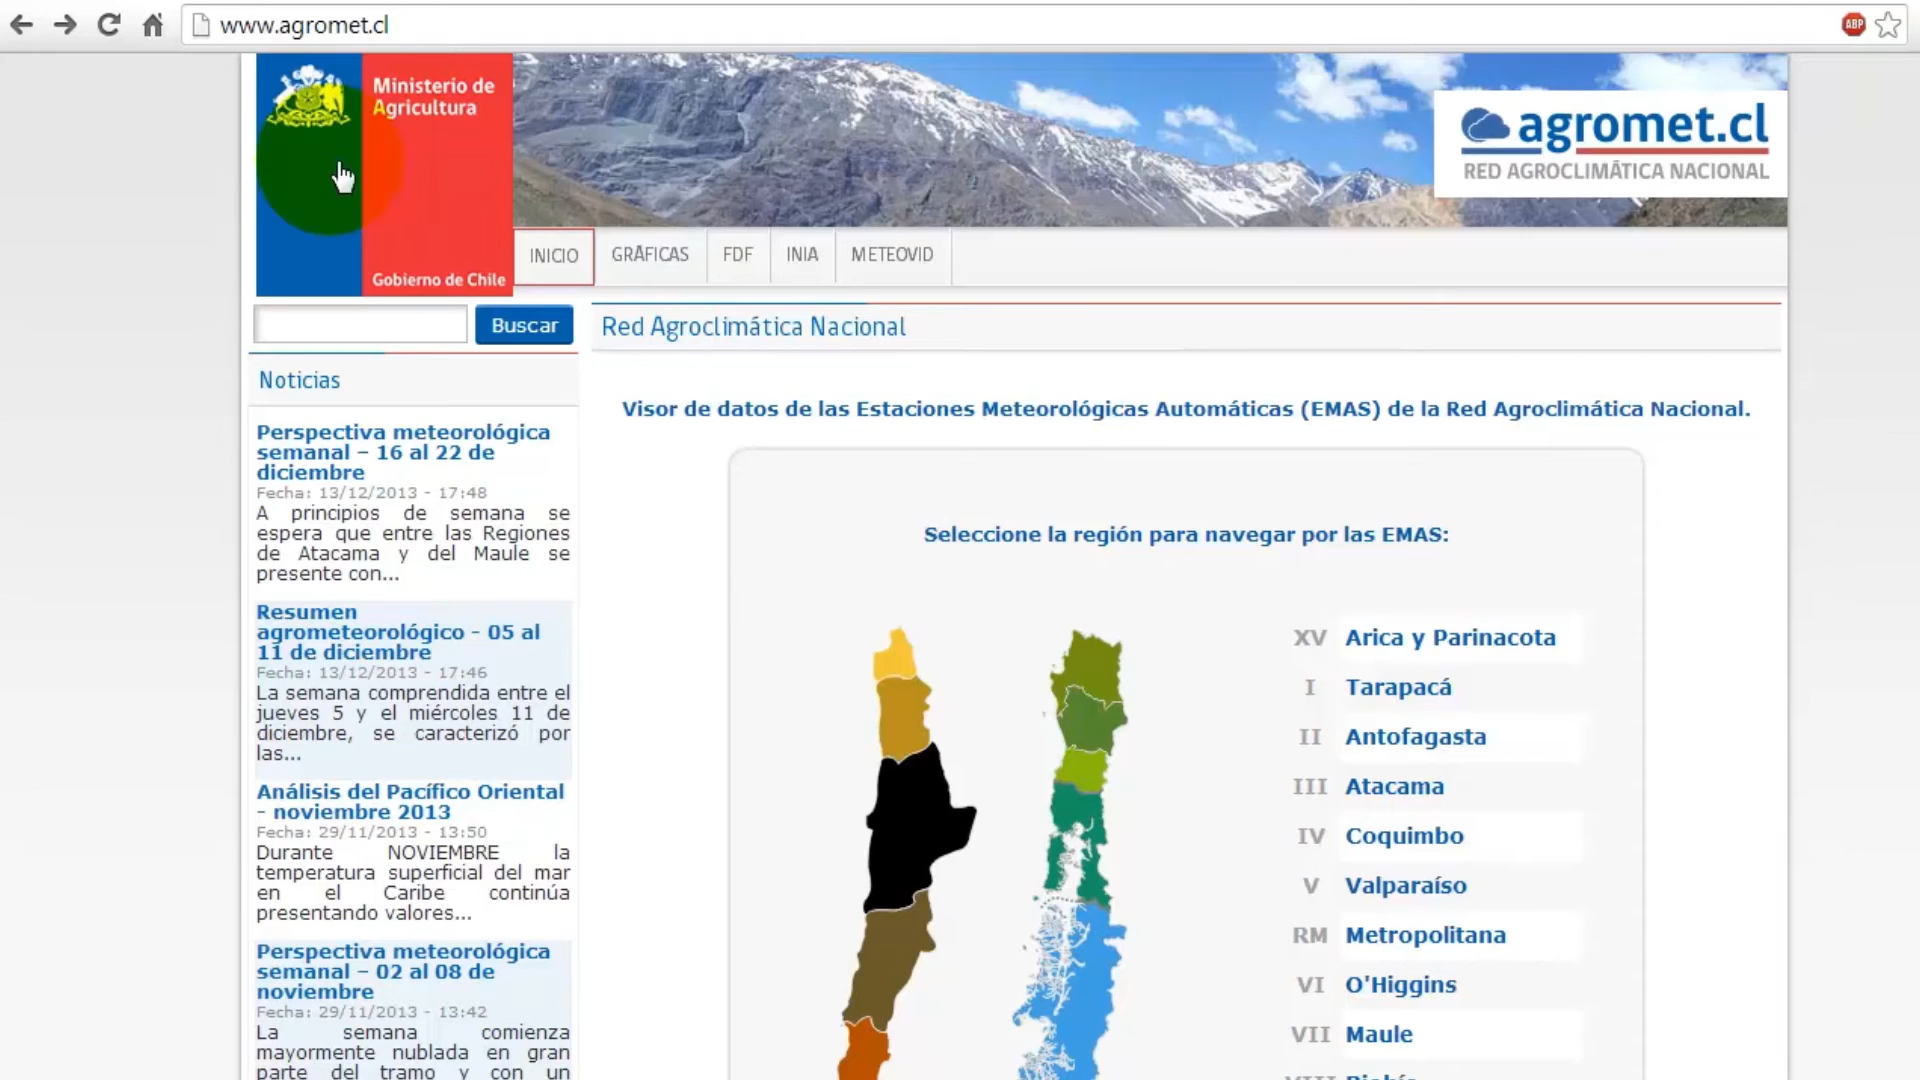 www.agromet.cl
ABP
Ministerio de
Agricultura
Gobierno de Chile
agromet.cl
RED AGROCLIMÁTICA NACIONAL
INICIO
GRÁFICAS
FDF
INIA
METEOVID
Buscar
Noticias
Perspectiva meteorológica
semanal – 16 al 22 de
diciembre
Fecha: 13/12/2013 - 17:48
A principios de semana se
espera que entre las Regiones
de Atacama y del Maule se
presente con...
Resumen
agrometeorológico - 05 al
11 de diciembre
Fecha: 13/12/2013 - 17:46
La semana comprendida entre el
jueves 5 y el miércoles 11 de
diciembre, se caracterizó por
las...
Análisis del Pacífico Oriental
- noviembre 2013
Fecha: 29/11/2013 - 13:50
Durante NOVIEMBRE la
temperatura superficial del mar
en el Caribe continúa
presentando valores...
Perspectiva meteorológica
semanal – 02 al 08 de
noviembre
Fecha: 29/11/2013 - 13:42
La semana comienza
mayormente nublada en gran
parte del tramo y con un
Red Agroclimática Nacional
Visor de datos de las Estaciones Meteorológicas Automáticas (EMAS) de la Red Agroclimática Nacional.
Seleccione la región para navegar por las EMAS:
XV Arica y Parinacota
I Tarapacá
II Antofagasta
III Atacama
IV Coquimbo
V Valparaíso
RM Metropolitana
VI O'Higgins
VII Maule